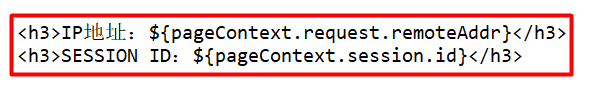 <h3>IP地址：${pageContext.request.remoteAddr}</h3>
<h3>SESSION ID：${pageContext.session.id}</h3>